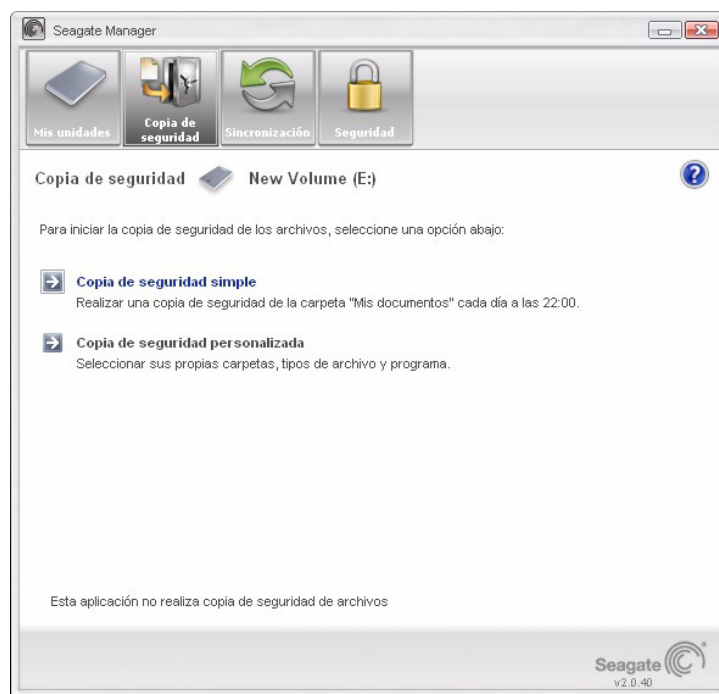 Seagate Manager
Mis unidades
Copia de
seguridad
Sincronización
Seguridad
Copia de seguridad New Volume (E:)
?
Para iniciar la copia de seguridad de los archivos, seleccione una opción abajo:
Copia de seguridad simple
Realizar una copia de seguridad de la carpeta "Mis documentos" cada día a las 22:00.
Copia de seguridad personalizada
Seleccionar sus propias carpetas, tipos de archivo y programa.
Esta aplicación no realiza copia de seguridad de archivos
Seagate
v2.0.40